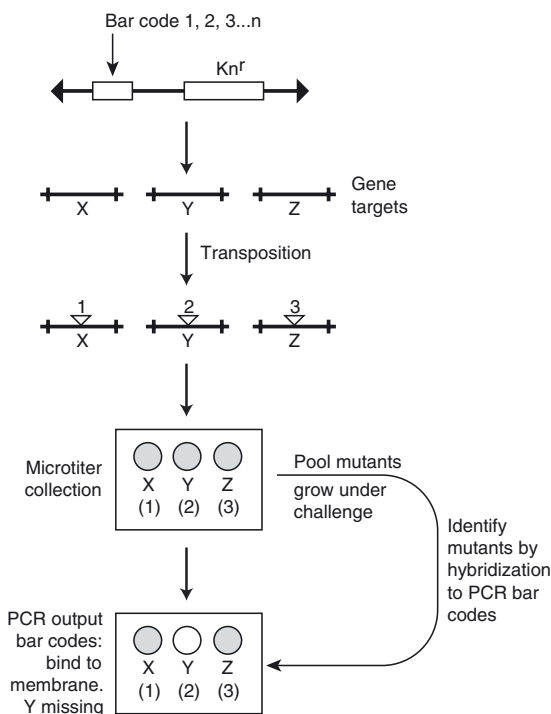 Bar code 1, 2, 3...n
Knʳ
X Y Z
Gene
targets
Transposition
1 2 3
X Y Z
Microtiter
collection
X Y Z
(1) (2) (3)
Pool mutants
grow under
challenge
Identify
mutants by
hybridization
to PCR bar
codes
PCR output
bar codes:
bind to
membrane.
Y missing
X Y Z
(1) (2) (3)